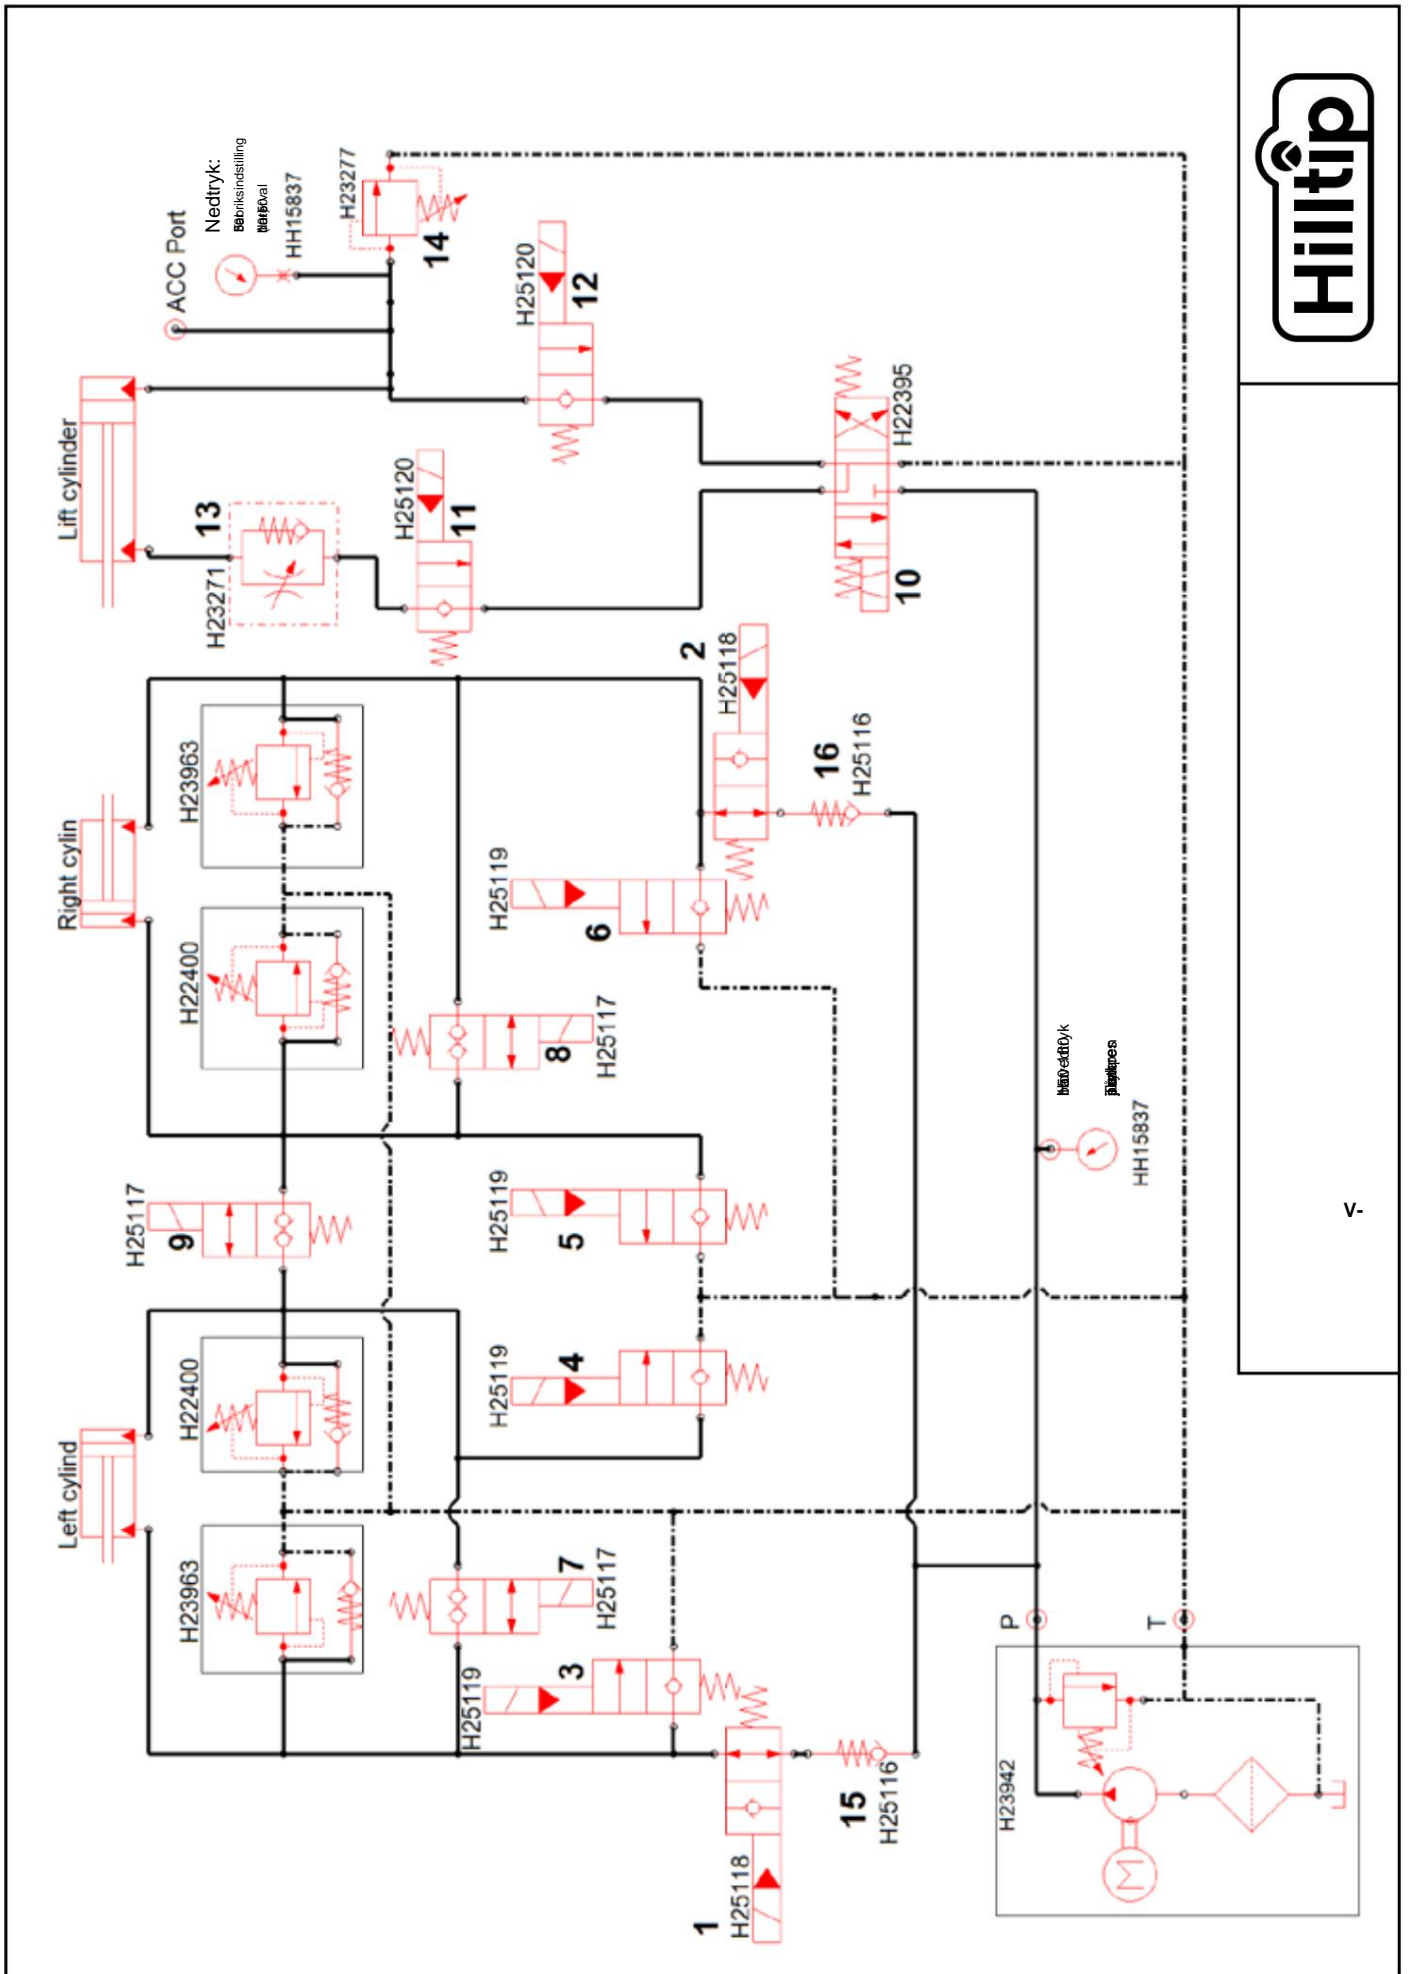 Hilltip
V-
Lift cylinder
ACC Port
Nedtryk:
HH15837
H23277
14
H25120
12
13
H23271
H25120
11
H22395
10
Right cylin
H23963
H22400
2
H25118
16
H25116
H25119
6
8
H25117
H25117
9
H25119
5
HH15837
Left cylind
H22400
H23963
H25119
4
7
H25117
H25119
3
1
H25118
15
H25116
P
T
H23942
M